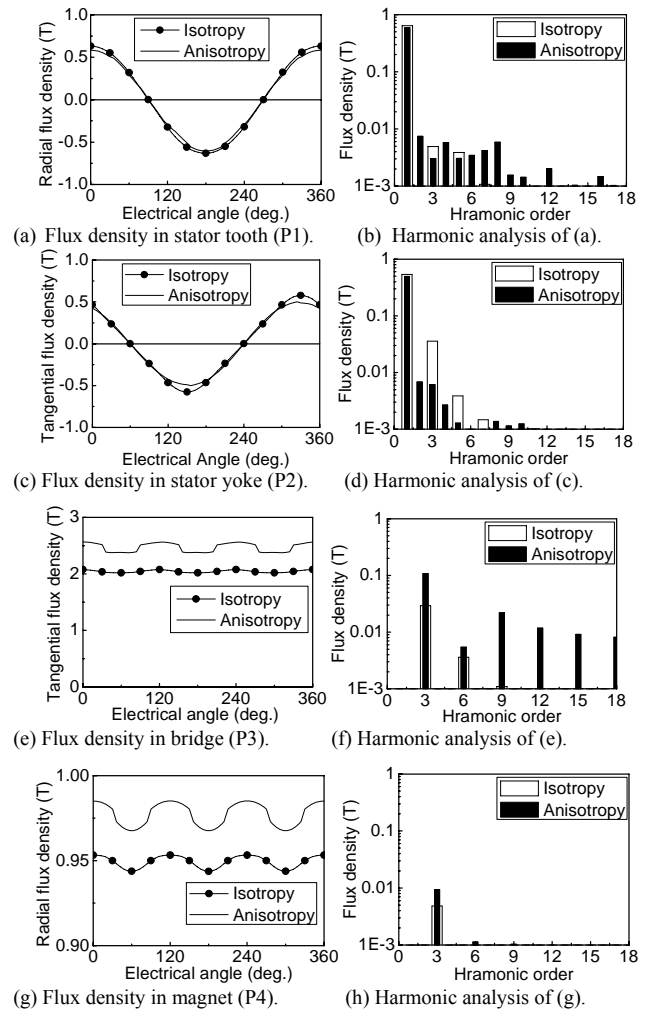 Radial flux density (T)
1.0
0.5
0.0
-0.5
-1.0
Isotropy
Anisotropy
0 120 240 360
Electrical angle (deg.)
(a) Flux density in stator tooth (P1).
Flux density (T)
1
0.1
0.01
1E-3
Isotropy
Anisotropy
0 3 6 9 12 15 18
Hramonic order
(b) Harmonic analysis of (a).
Tangential flux density (T)
1.0
0.5
0.0
-0.5
-1.0
Isotropy
Anisotropy
0 120 240 360
Electrical Angle (deg.)
(c) Flux density in stator yoke (P2).
Flux density (T)
1
0.1
0.01
1E-3
Isotropy
Anisotropy
0 3 6 9 12 15 18
Hramonic order
(d) Harmonic analysis of (c).
Tangential flux density (T)
3
2
1
0
Isotropy
Anisotropy
0 120 240 360
Electrical angle (deg.)
(e) Flux density in bridge (P3).
Flux density (T)
1
0.1
0.01
1E-3
Isotropy
Anisotropy
0 3 6 9 12 15 18
Hramonic order
(f) Harmonic analysis of (e).
Radial flux density (T)
1.00
0.95
0.90
Isotropy
Anisotropy
0 120 240 360
Electrical angle (deg.)
(g) Flux density in magnet (P4).
Flux density (T)
1
0.1
0.01
1E-3
Isotropy
Anisotropy
0 3 6 9 12 15 18
Hramonic order
(h) Harmonic analysis of (g).